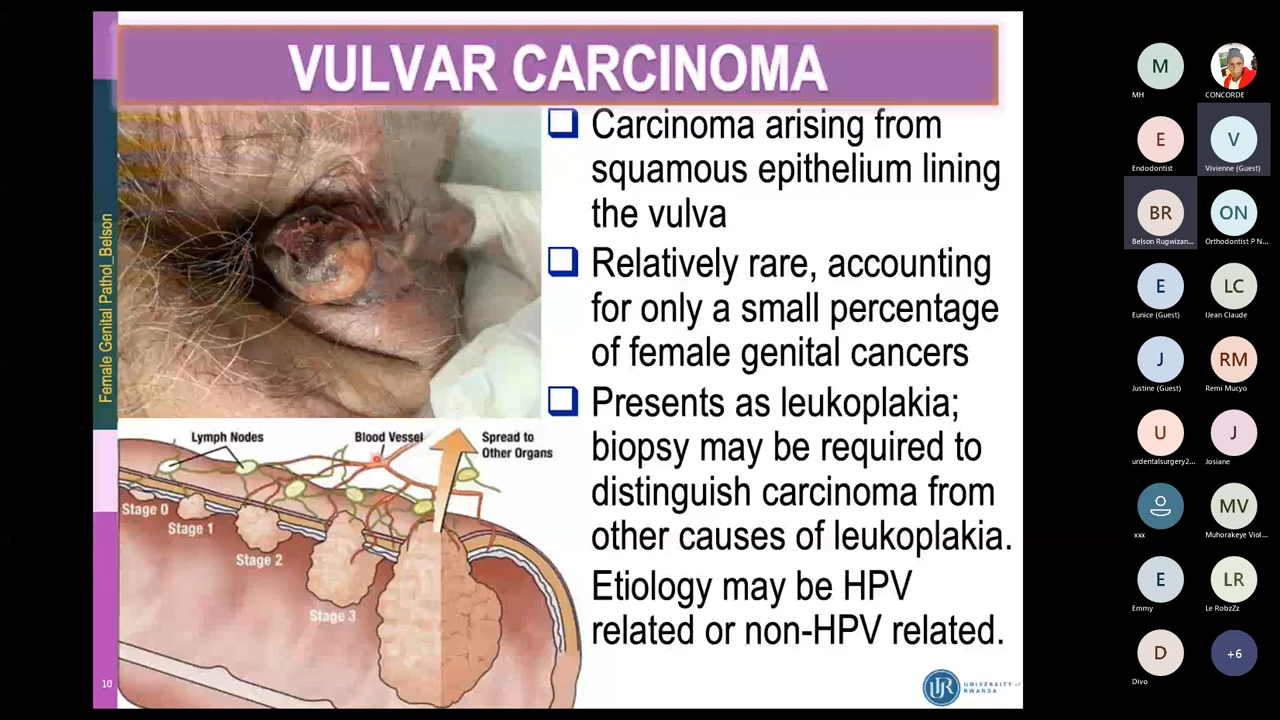 VULVAR CARCINOMA
Carcinoma arising from
squamous epithelium lining
the vulva
Relatively rare, accounting
for only a small percentage
of female genital cancers
Presents as leukoplakia;
biopsy may be required to
distinguish carcinoma from
other causes of leukoplakia.
Etiology may be HPV
related or non-HPV related.
Female Genital Pathol_Belson
Lymph Nodes
Blood Vessel
Spread to
Other Organs
Stage 0
Stage 1
Stage 2
Stage 3
10
UR
UNIVERSITY of
RWANDA
M
MH
CONCORDE
E
Endodontist
V
Vivienne (Guest)
BR
Belson Rugwizan...
ON
Orthodontist P N...
E
Eunice (Guest)
LC
IJean Claude
J
Justine (Guest)
RM
Remi Mucyo
U
urdentalsurgery2...
J
Josiane
xxx
MV
Muhorakeye Viol...
E
Emmy
LR
Le RobzZz
D
Divo
+6